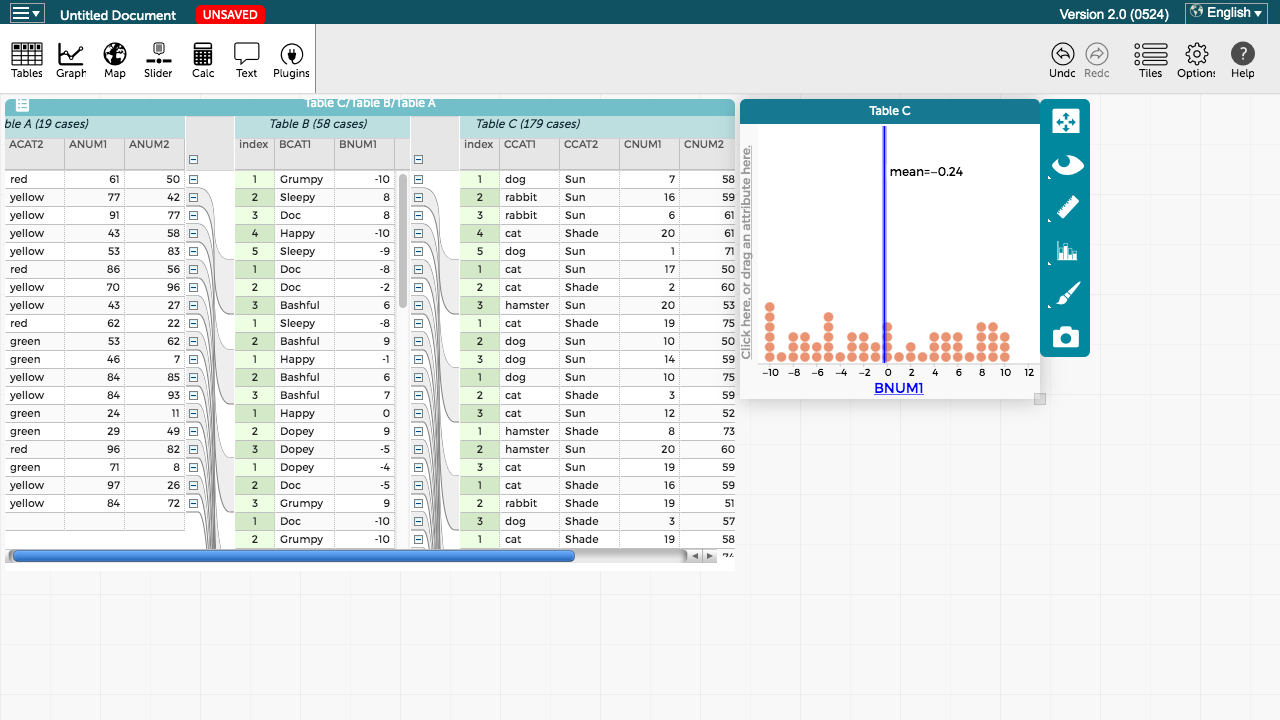 Untitled Document UNSAVED Version 2.0 (0524) English
Tables Graph Map Slider Calc Text Plugins Undo Redo Tiles Options Help
Table C/Table B/Table A
ble A (19 cases) Table B (58 cases) Table C (179 cases)
ACAT2 ANUM1 ANUM2 index BCAT1 BNUM1 index CCAT1 CCAT2 CNUM1 CNUM2
red 61 50 1 Grumpy -10 1 dog Sun 7 58
yellow 77 42 2 Sleepy 8 2 rabbit Sun 16 59
yellow 91 77 3 Doc 8 3 rabbit Sun 6 61
yellow 43 58 4 Happy -10 4 cat Shade 20 61
yellow 53 83 5 Sleepy -9 5 dog Sun 1 71
red 86 56 1 Doc -8 1 cat Sun 17 50
yellow 70 96 2 Doc -2 2 cat Shade 2 60
yellow 43 27 3 Bashful 6 3 hamster Sun 20 53
red 62 22 1 Sleepy -8 1 cat Shade 19 75
green 53 62 2 Bashful 9 2 dog Sun 10 50
green 46 7 1 Happy -1 3 dog Sun 14 59
yellow 84 85 2 Bashful 6 1 dog Sun 10 75
yellow 84 93 3 Bashful 7 2 cat Shade 3 59
green 24 11 1 Happy 0 3 cat Sun 12 52
green 29 49 2 Dopey 9 1 hamster Shade 8 73
red 96 82 3 Dopey -5 2 hamster Sun 20 60
green 71 8 1 Dopey -4 3 cat Sun 19 59
yellow 97 26 2 Doc -5 1 cat Shade 16 59
yellow 84 72 3 Grumpy 9 2 rabbit Shade 19 51
1 Doc -10 3 dog Shade 3 57
2 Grumpy -10 1 cat Shade 19 58
Table C
mean=−0.24
Click here, or drag an attribute here.
−10 −8 −6 −4 −2 0 2 4 6 8 10 12
BNUM1